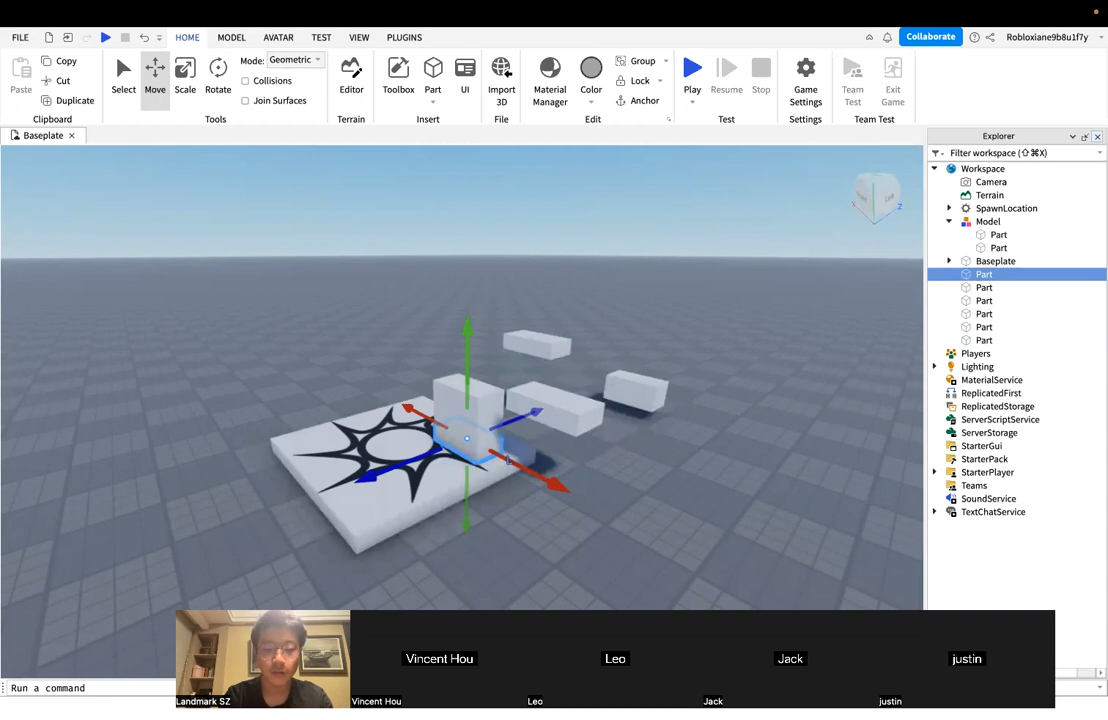 FILE HOME MODEL AVATAR TEST VIEW PLUGINS Collaborate Robloxiane9b8u1f7y
Paste Copy Cut Duplicate
Clipboard
Select Move Scale Rotate Mode: Geometric Collisions Join Surfaces
Tools
Editor
Terrain
Toolbox Part UI
Insert
Import 3D
File
Material Manager Color Group Lock Anchor
Edit
Play Resume Stop
Test
Game Settings
Settings
Team Test Exit Game
Team Test
Baseplate
Explorer
Filter workspace (⇧⌘X)
Workspace
Camera
Terrain
SpawnLocation
Model
Part
Part
Baseplate
Part
Part
Part
Part
Part
Part
Players
Lighting
MaterialService
ReplicatedFirst
ReplicatedStorage
ServerScriptService
ServerStorage
StarterGui
StarterPack
StarterPlayer
Teams
SoundService
TextChatService
X Z
Vincent Hou Leo Jack justin
Landmark SZ Vincent Hou Leo Jack justin
Run a command